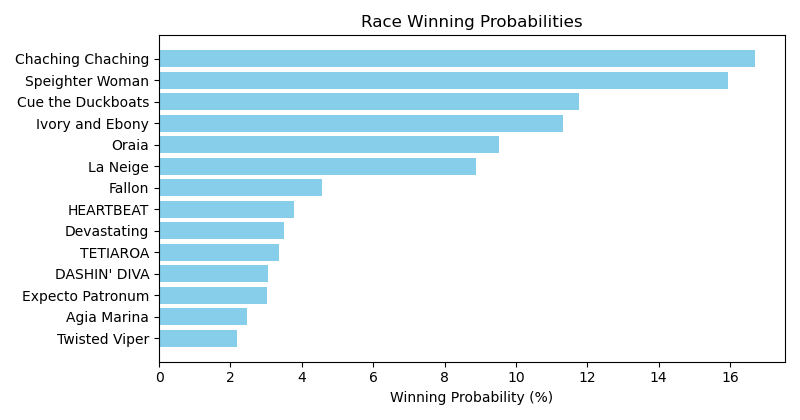 Race Winning Probabilities
Chaching Chaching
Speighter Woman
Cue the Duckboats
Ivory and Ebony
Oraia
La Neige
Fallon
HEARTBEAT
Devastating
TETIAROA
DASHIN' DIVA
Expecto Patronum
Agia Marina
Twisted Viper
0 2 4 6 8 10 12 14 16
Winning Probability (%)